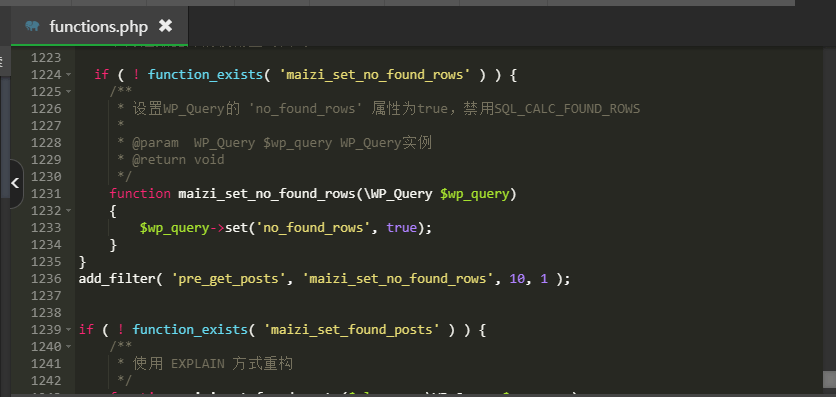 functions.php ✖
1223
1224 if ( ! function_exists( 'maizi_set_no_found_rows' ) ) {
1225 /**
1226 * 设置WP_Query的 'no_found_rows' 属性为true，禁用SQL_CALC_FOUND_ROWS
1227 *
1228 * @param  WP_Query $wp_query WP_Query实例
1229 * @return void
1230 */
1231 function maizi_set_no_found_rows(\WP_Query $wp_query)
1232 {
1233 $wp_query->set('no_found_rows', true);
1234 }
1235 }
1236 add_filter( 'pre_get_posts', 'maizi_set_no_found_rows', 10, 1 );
1237
1238
1239 if ( ! function_exists( 'maizi_set_found_posts' ) ) {
1240 /**
1241 * 使用 EXPLAIN 方式重构
1242 */